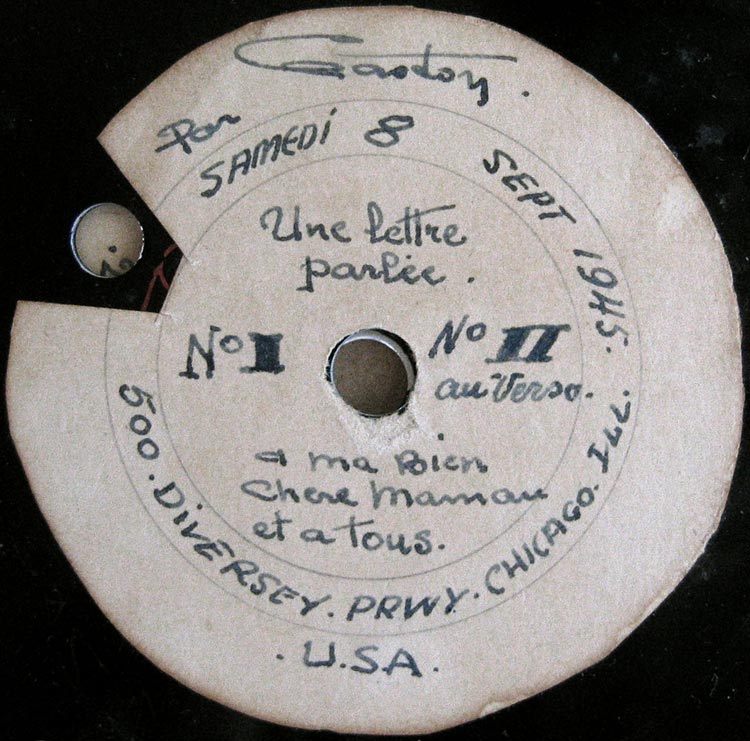 Par Gaston.
SAMEDI 8 SEPT 1945.
Une lettre
parlée.
No I
No II
au Verso.
a ma Bien
Chere Maman
et a tous.
500. DIVERSEY. PRWY. CHICAGO. ILL.
. U.S.A.